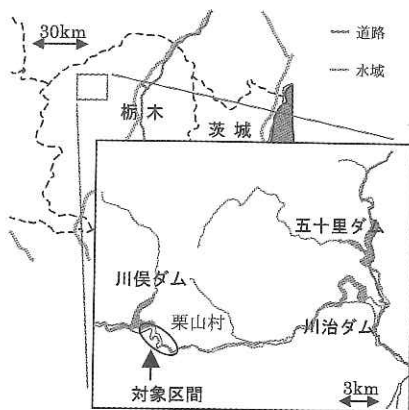 30km
道路
水域
栃木
茨城
五十里ダム
川俣ダム
栗山村
川治ダム
対象区間
3km